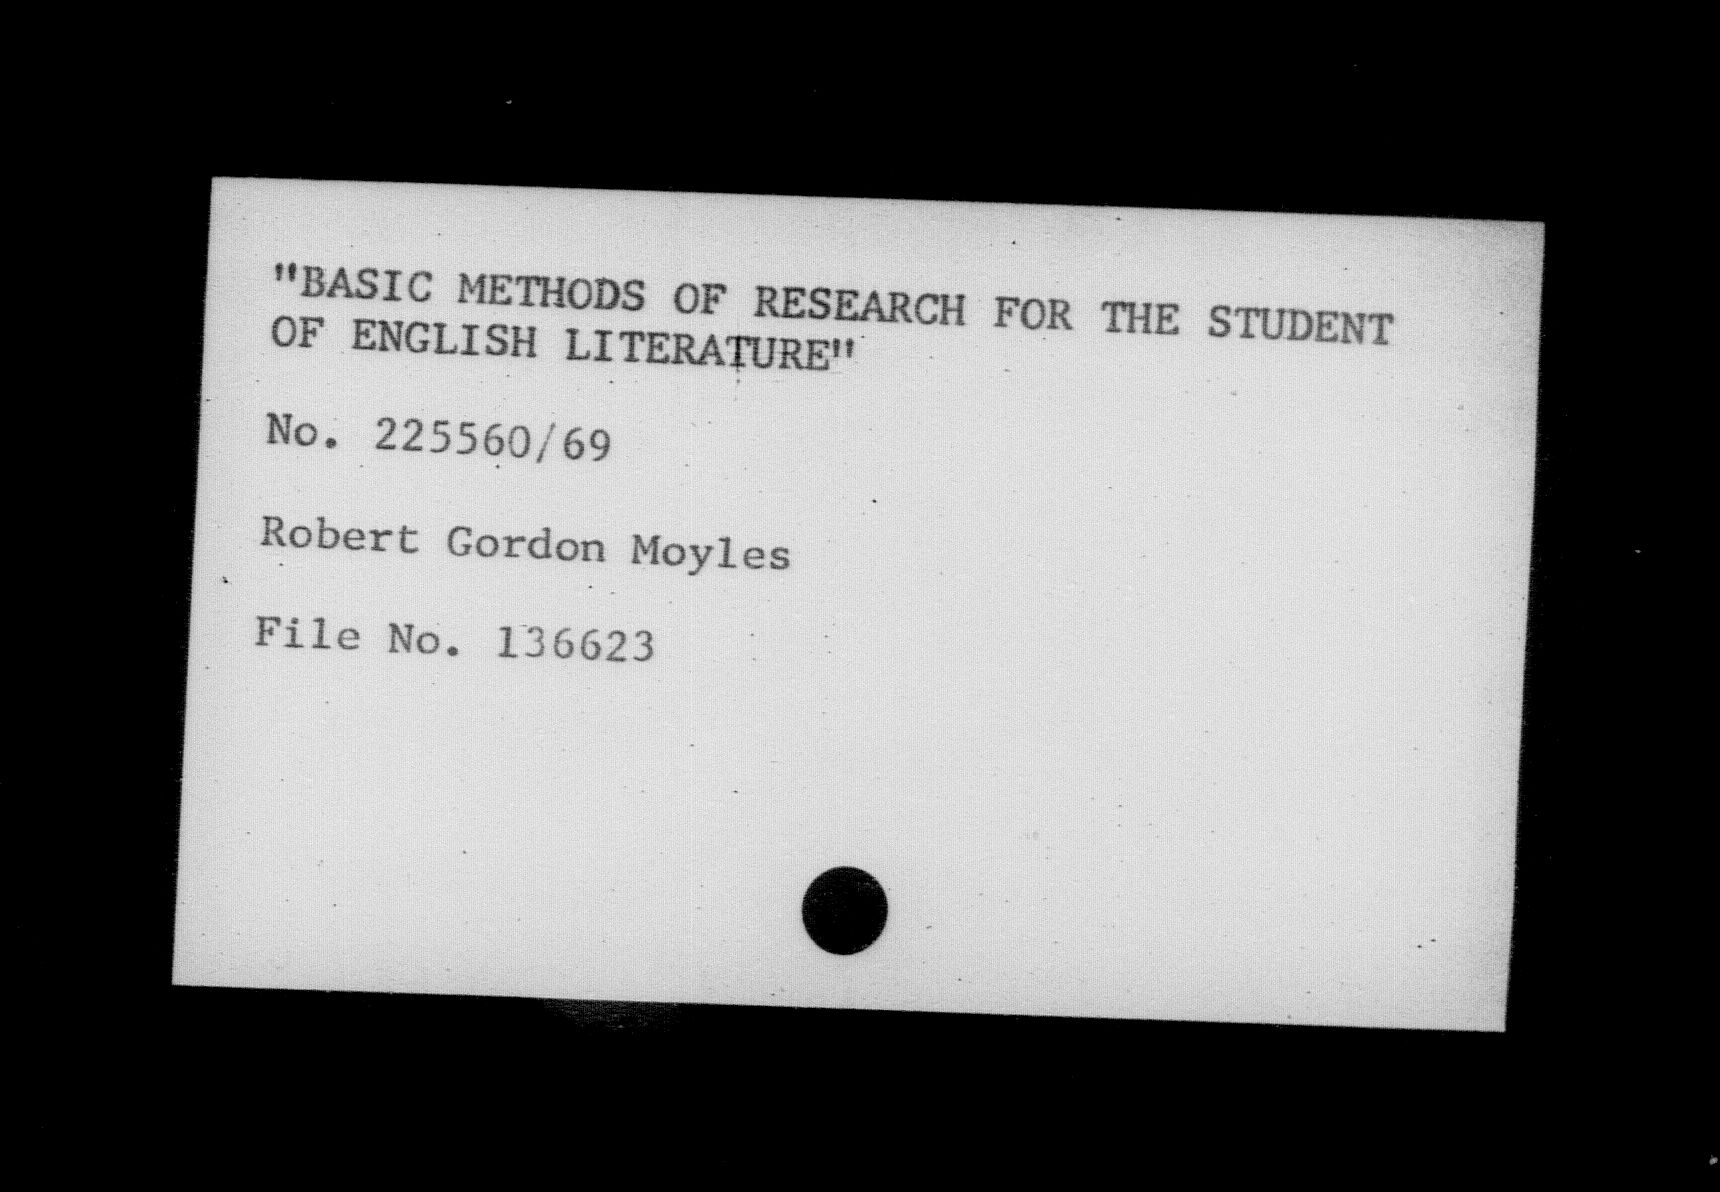 "BASIC METHODS OF RESEARCH FOR THE STUDENT
OF ENGLISH LITERATURE"
No. 225560/69
Robert Gordon Moyles
File No. 136623